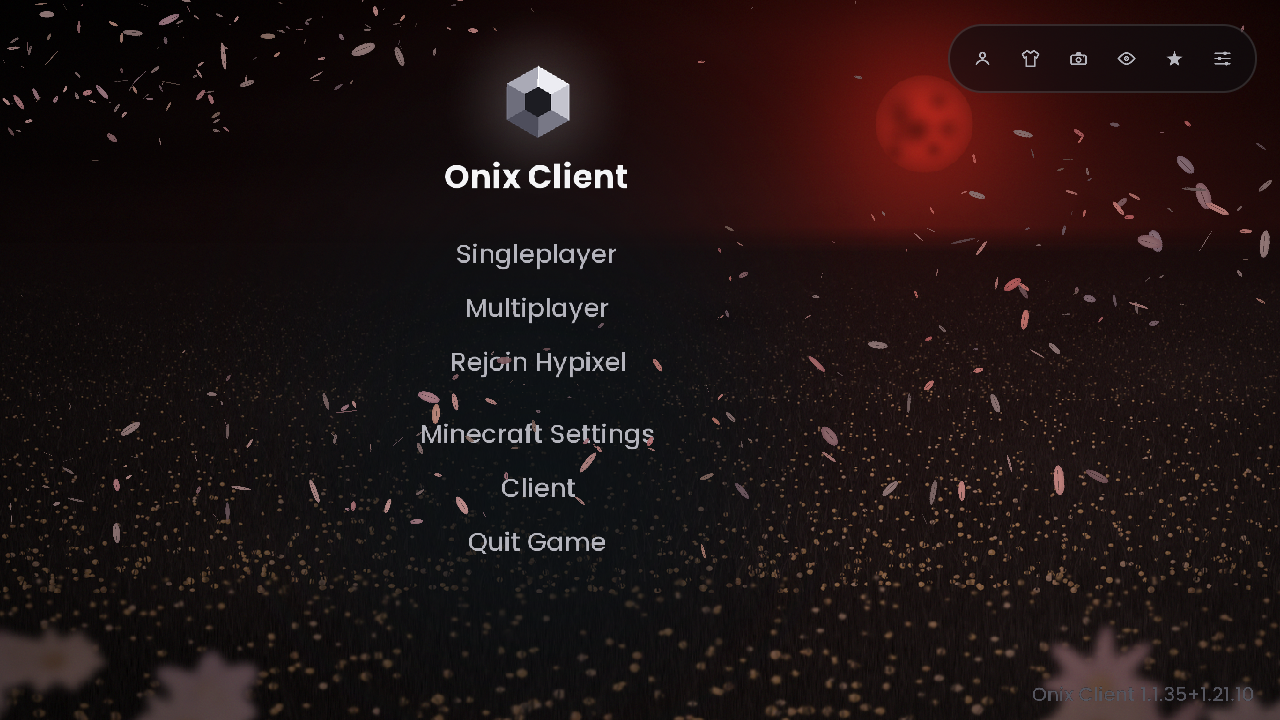 Onix Client
Singleplayer
Multiplayer
Rejoin Hypixel
Minecraft Settings
Client
Quit Game
Onix Client 1.1.35+1.21.10